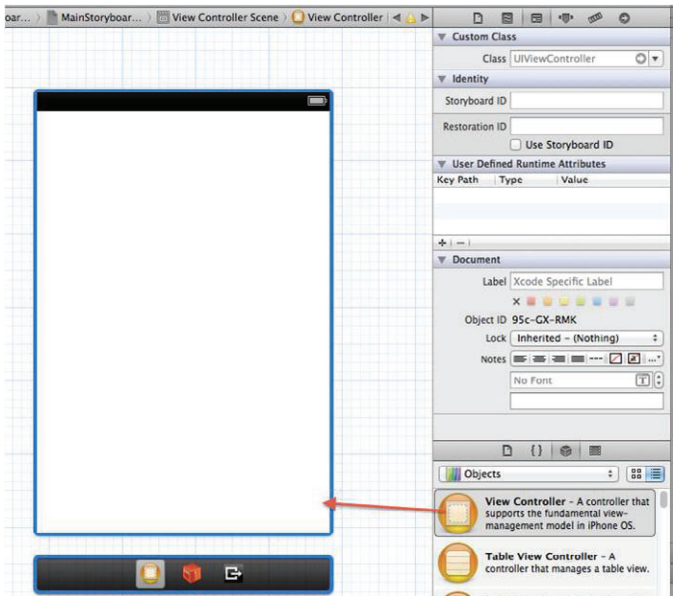 oar... MainStoryboar... View Controller Scene View Controller
Custom Class
Class UIViewController
Identity
Storyboard ID
Restoration ID
Use Storyboard ID
User Defined Runtime Attributes
Key Path Type Value
Document
Label Xcode Specific Label
Object ID 95c-GX-RMK
Lock Inherited - (Nothing)
Notes
No Font
Objects
View Controller - A controller that
supports the fundamental view-
management model in iPhone OS.
Table View Controller - A
controller that manages a table view.